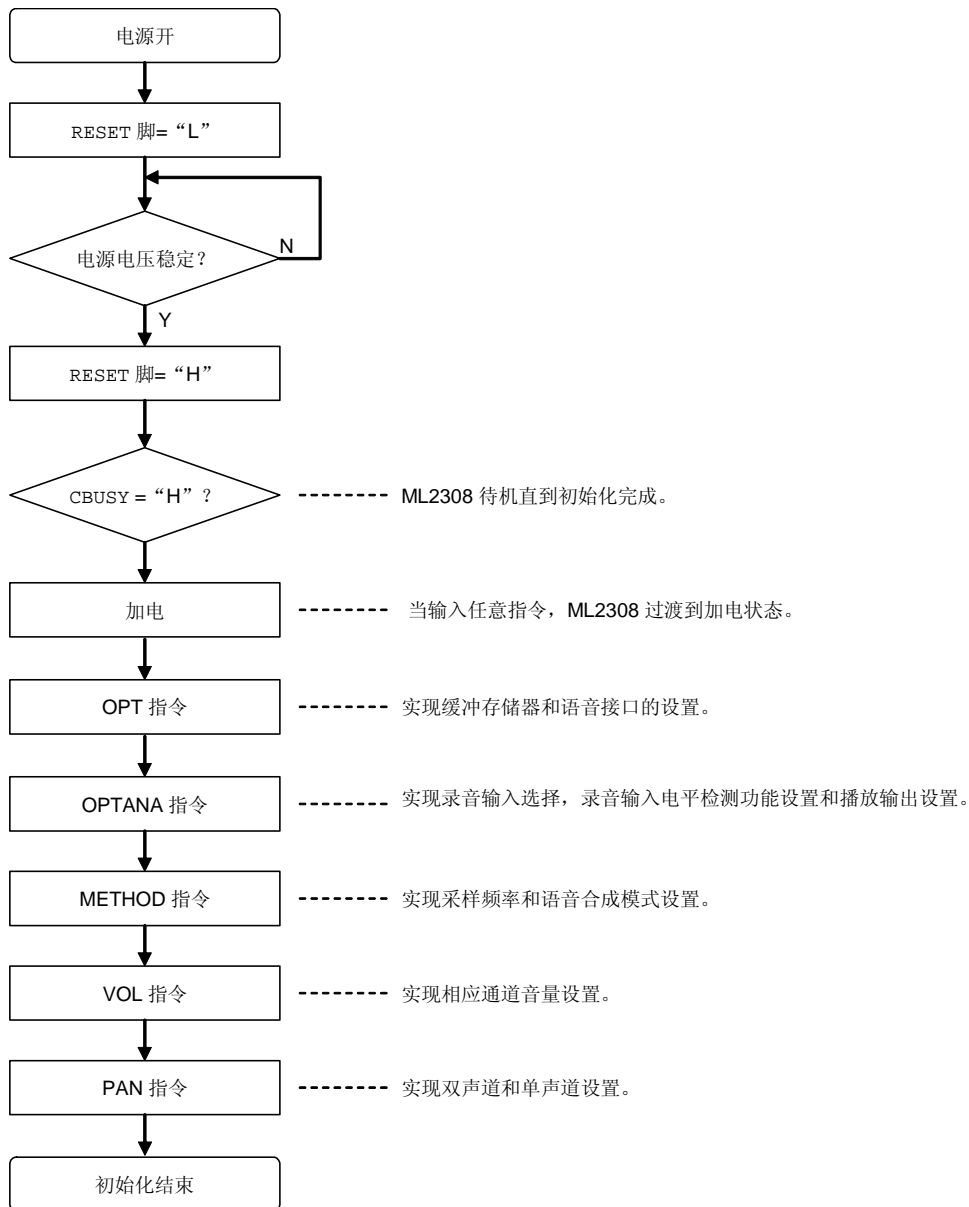 电源开
RESET 脚=“L”
电源电压稳定？
N
Y
RESET 脚=“H”
CBUSY =“H”？
ML2308 待机直到初始化完成。
加电
当输入任意指令，ML2308 过渡到加电状态。
OPT 指令
实现缓冲存储器和语音接口的设置。
OPTANA 指令
实现录音输入选择，录音输入电平检测功能设置和播放输出设置。
METHOD 指令
实现采样频率和语音合成模式设置。
VOL 指令
实现相应通道音量设置。
PAN 指令
实现双声道和单声道设置。
初始化结束